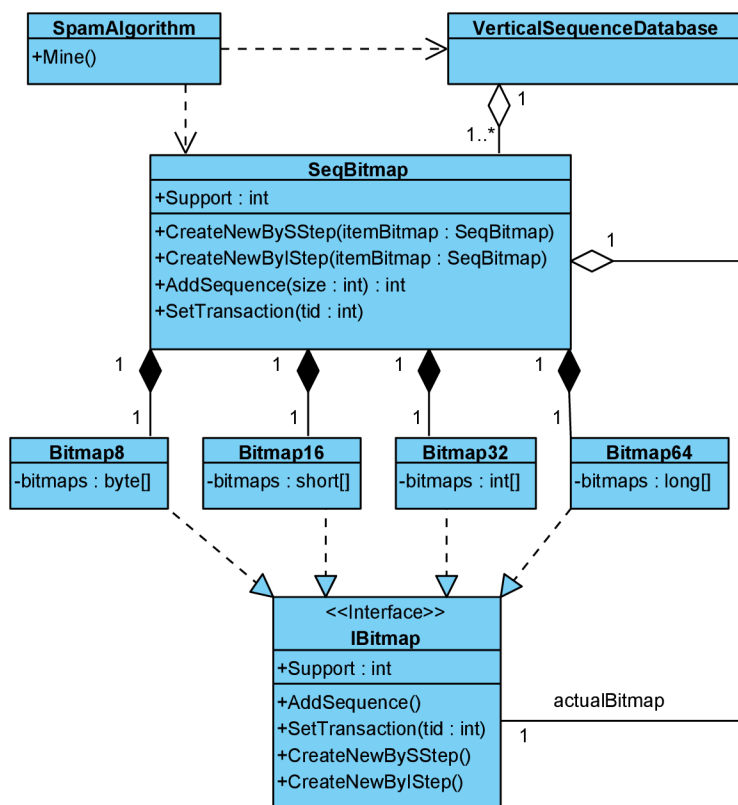 SpamAlgorithm
+Mine()
VerticalSequenceDatabase
1
1..*
SeqBitmap
+Support : int
+CreateNewBySStep(itemBitmap : SeqBitmap)
+CreateNewByIStep(itemBitmap : SeqBitmap)
+AddSequence(size : int) : int
+SetTransaction(tid : int)
1
1
1
1
1
1
1
1
1
Bitmap8
-bitmaps : byte[]
Bitmap16
-bitmaps : short[]
Bitmap32
-bitmaps : int[]
Bitmap64
-bitmaps : long[]
<<Interface>>
IBitmap
+Support : int
+AddSequence()
+SetTransaction(tid : int)
+CreateNewBySStep()
+CreateNewByIStep()
actualBitmap
1